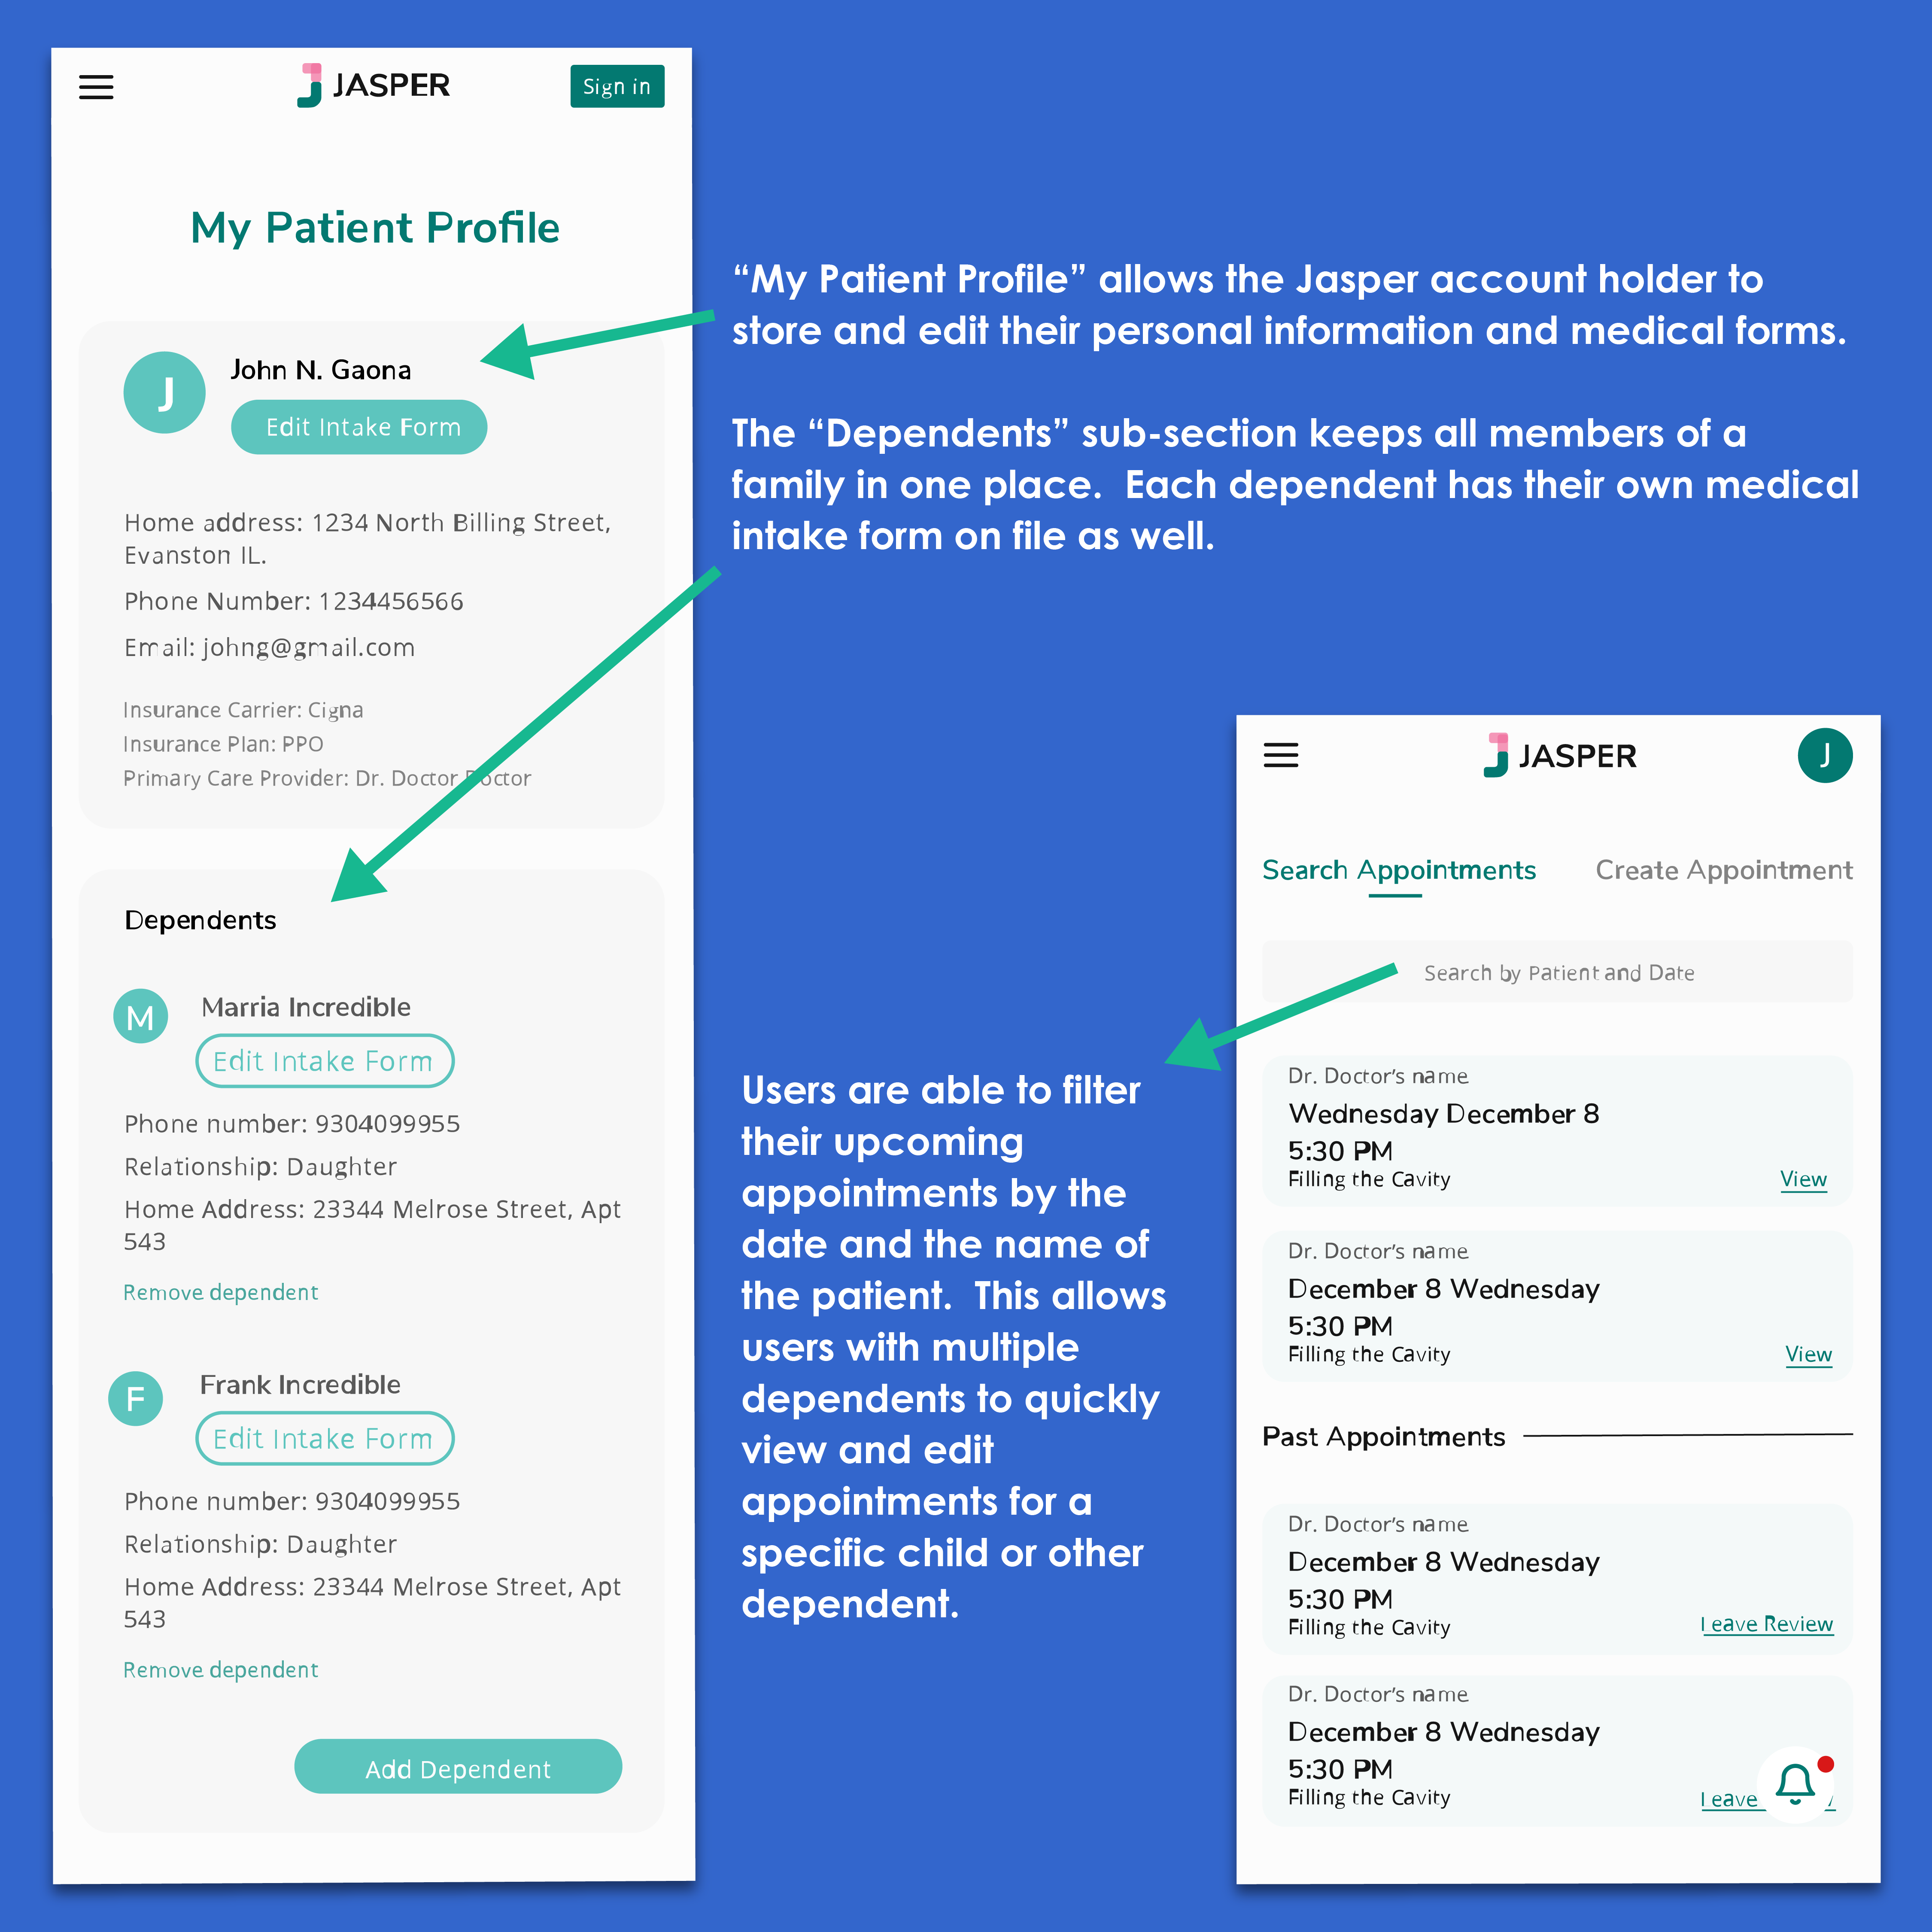 JASPER
Sign in
My Patient Profile
J
John N. Gaona
Edit Intake Form
Home address: 1234 North Billing Street,
Evanston IL.
Phone Number: 1234456566
Email: johng@gmail.com
Insurance Carrier: Cigna
Insurance Plan: PPO
Primary Care Provider: Dr. Doctor Doctor
Dependents
M
Marria Incredible
Edit Intake Form
Phone number: 9304099955
Relationship: Daughter
Home Address: 23344 Melrose Street, Apt
543
Remove dependent
F
Frank Incredible
Edit Intake Form
Phone number: 9304099955
Relationship: Daughter
Home Address: 23344 Melrose Street, Apt
543
Remove dependent
Add Dependent
“My Patient Profile” allows the Jasper account holder to
store and edit their personal information and medical forms.
The “Dependents” sub-section keeps all members of a
family in one place.  Each dependent has their own medical
intake form on file as well.
Users are able to filter
their upcoming
appointments by the
date and the name of
the patient.  This allows
users with multiple
dependents to quickly
view and edit
appointments for a
specific child or other
dependent.
JASPER
J
Search Appointments
Create Appointment
Search by Patient and Date
Dr. Doctor’s name
Wednesday December 8
5:30 PM
Filling the Cavity
View
Dr. Doctor’s name
December 8 Wednesday
5:30 PM
Filling the Cavity
View
Past Appointments
Dr. Doctor’s name
December 8 Wednesday
5:30 PM
Filling the Cavity
Leave Review
Dr. Doctor’s name
December 8 Wednesday
5:30 PM
Filling the Cavity
Leave